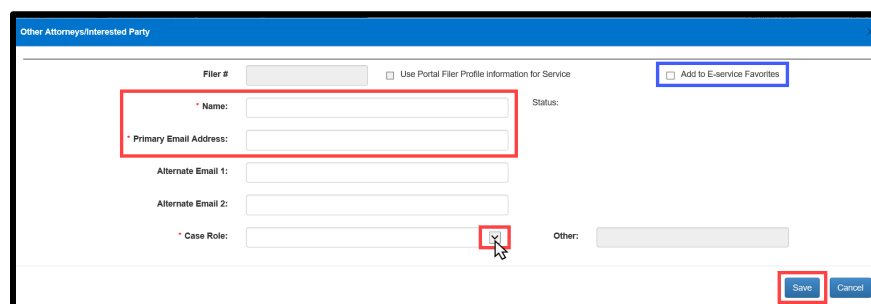 Other Attorneys/Interested Party
Filer # Use Portal Filer Profile information for Service Add to E-service Favorites
* Name: Status:
* Primary Email Address:
Alternate Email 1:
Alternate Email 2:
* Case Role: Other:
Save Cancel